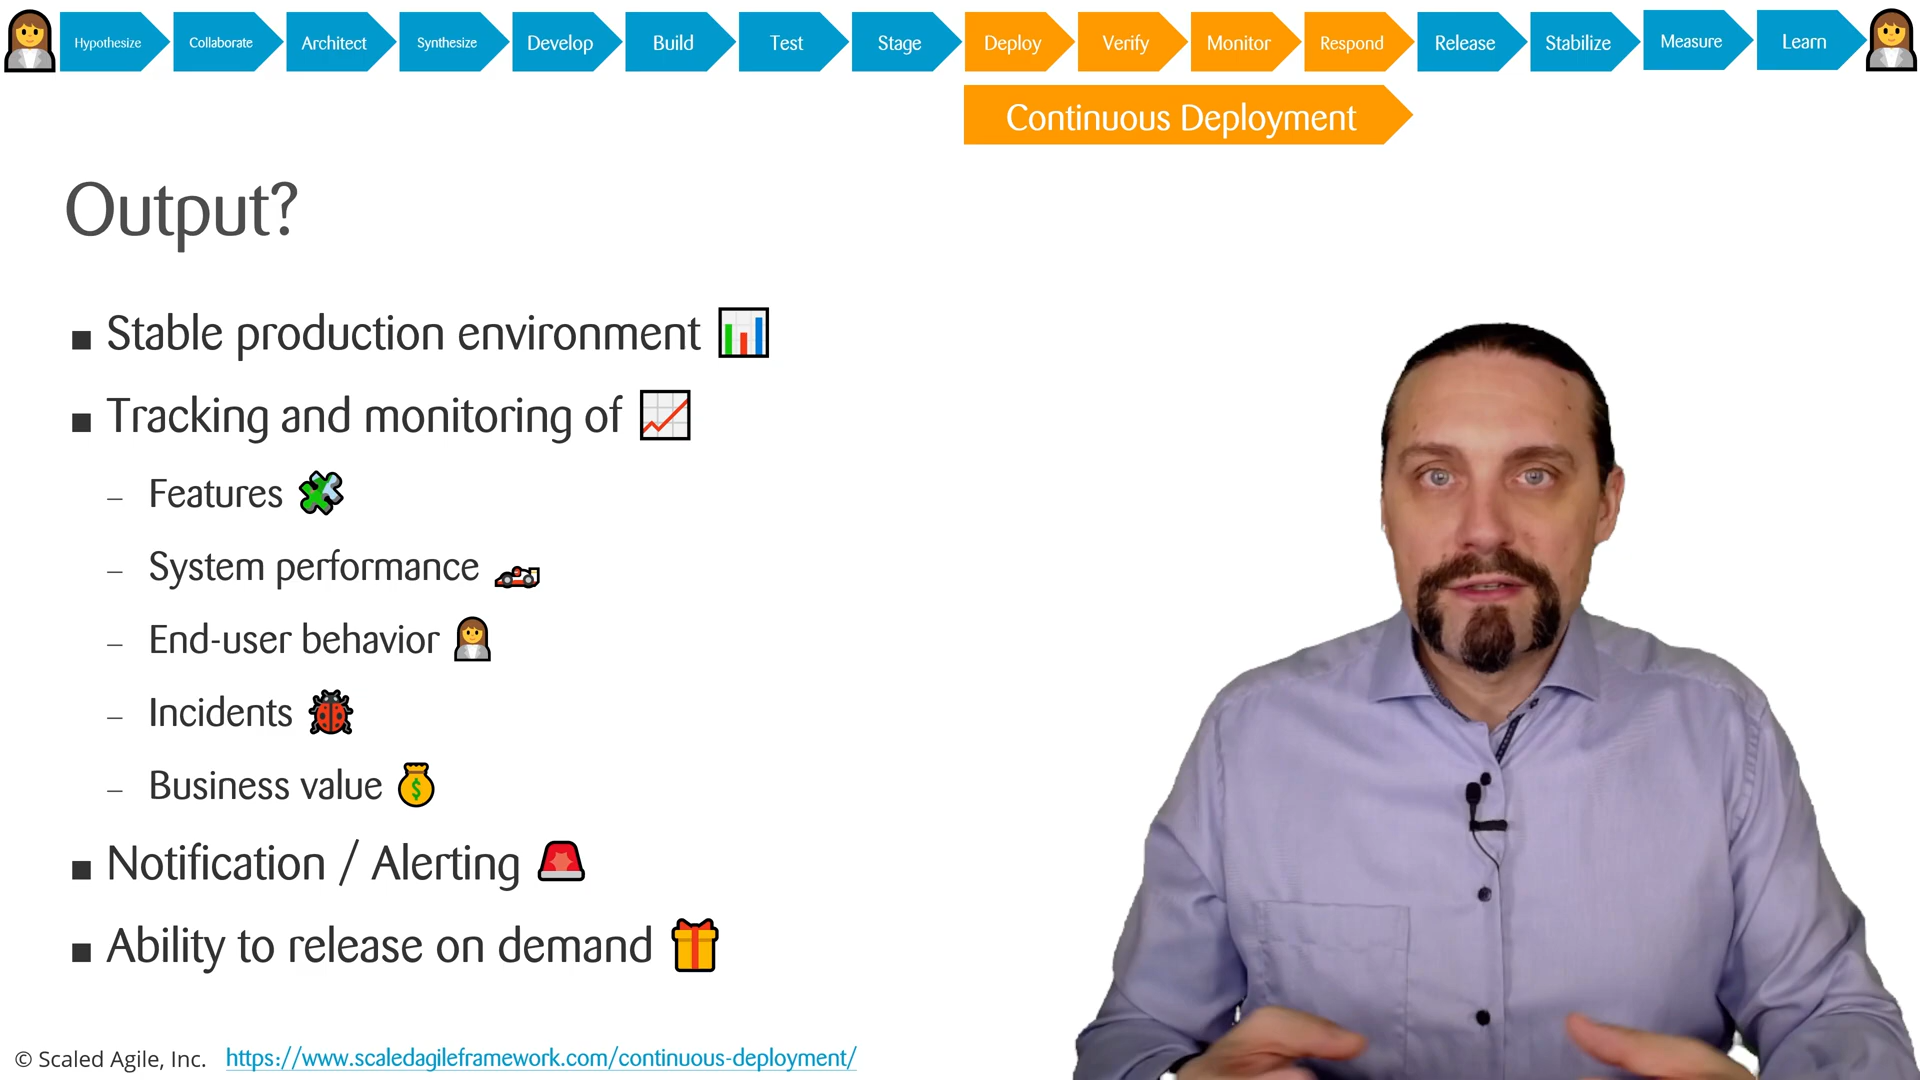 Hypothesize
Collaborate
Architect
Synthesize
Develop
Build
Test
Stage
Deploy
Verify
Monitor
Respond
Release
Stabilize
Measure
Learn
Continuous Deployment
Output?
■ Stable production environment
■ Tracking and monitoring of
– Features
– System performance
– End-user behavior
– Incidents
– Business value
■ Notification / Alerting
■ Ability to release on demand
© Scaled Agile, Inc. https://www.scaledagileframework.com/continuous-deployment/